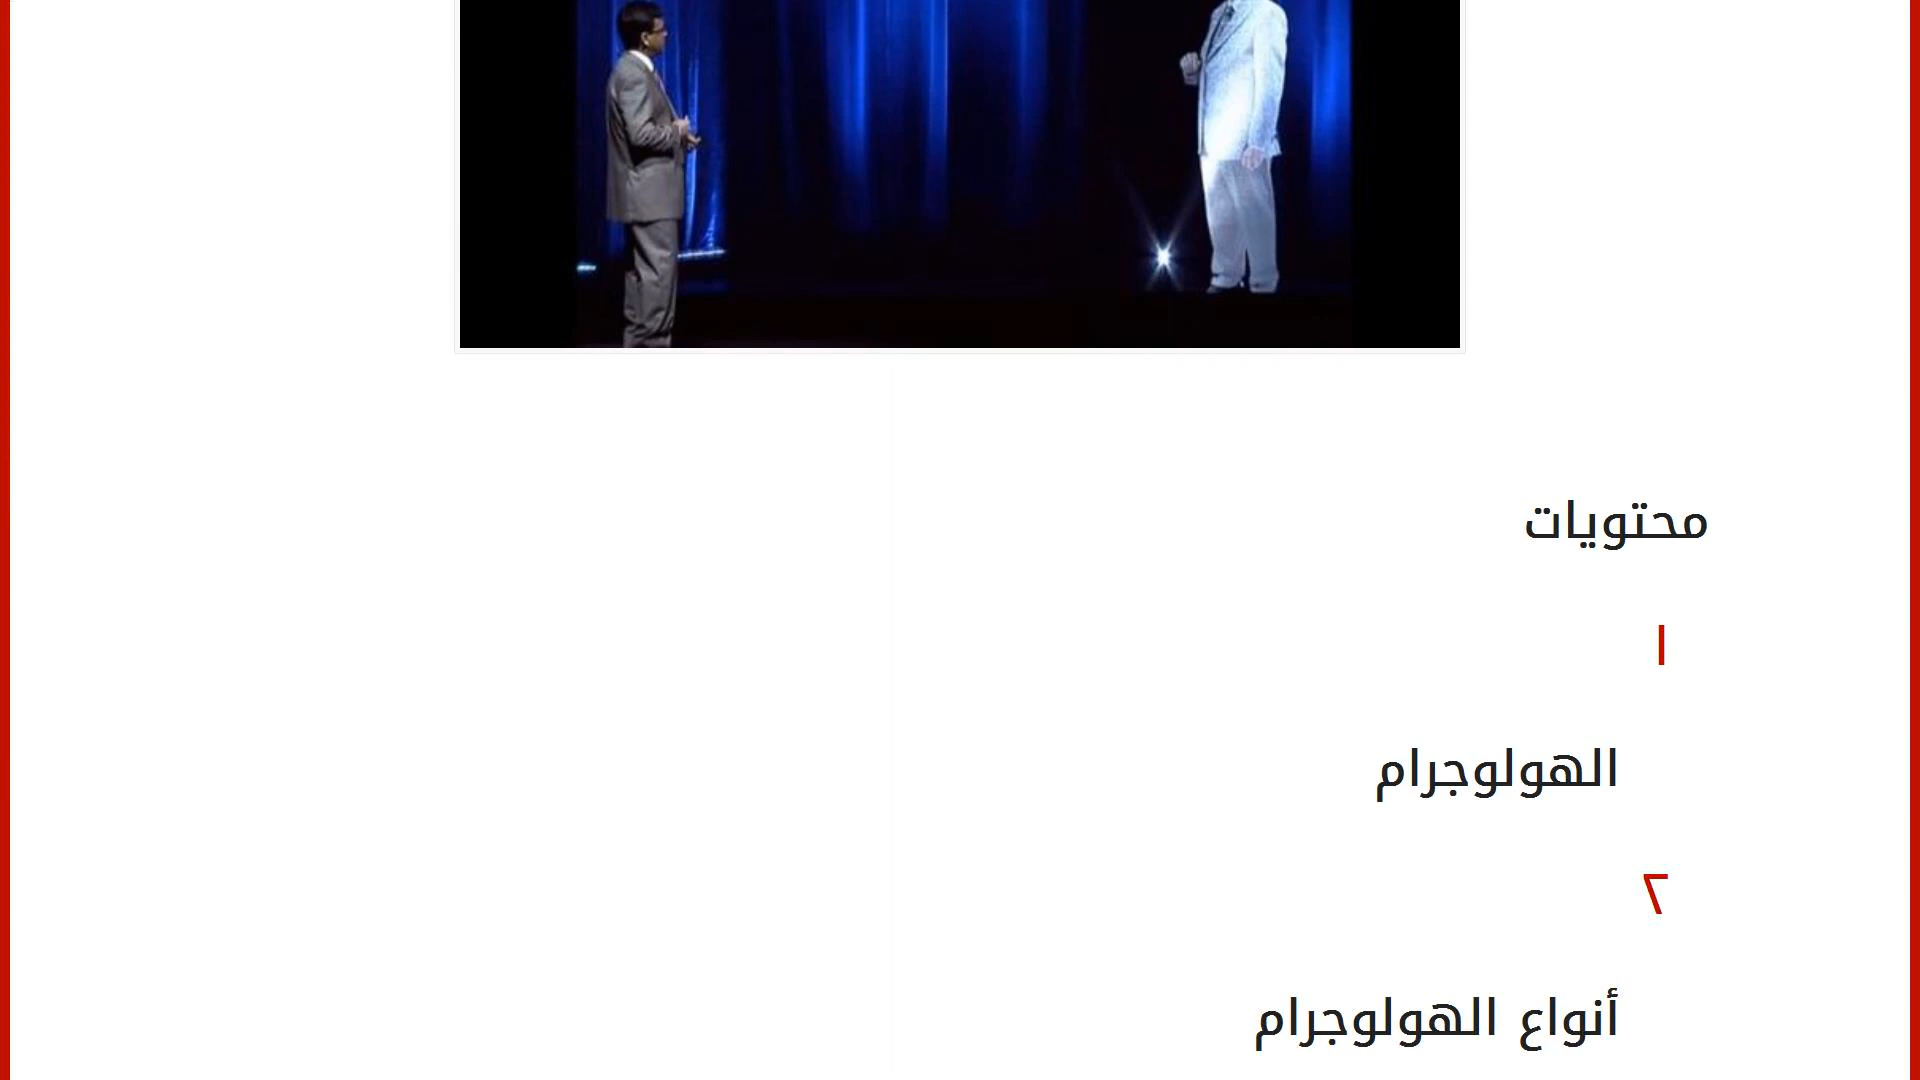 محتويات
١
الهولوجرام
٢
أنواع الهولوجرام